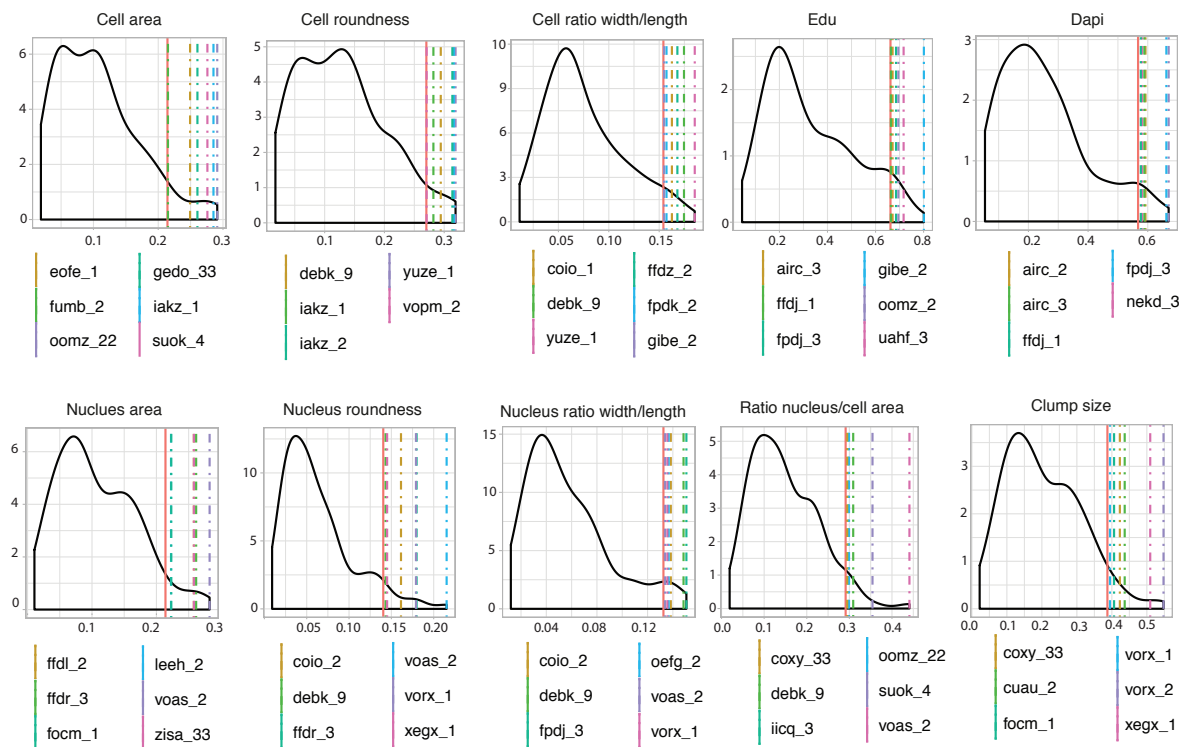 Cell area
Cell roundness
Cell ratio width/length
Edu
Dapi
6
4
2
0
0.1
0.2
0.3
5
4
3
2
1
0
0.1
0.2
0.3
10
9
6
3
0
0.05
0.10
0.15
2
1
0
0.2
0.4
0.6
0.8
3
2
1
0
0.2
0.4
0.6
eofe_1
gedo_33
fumb_2
iakz_1
oomz_22
suok_4
debk_9
yuze_1
iakz_1
vopm_2
iakz_2
coio_1
ffdz_2
debk_9
fpdk_2
yuze_1
gibe_2
airc_3
gibe_2
ffdj_1
oomz_2
fpdj_3
uahf_3
airc_2
fpdj_3
airc_3
nekd_3
ffdj_1
Nuclues area
Nucleus roundness
Nucleus ratio width/length
Ratio nucleus/cell area
Clump size
6
4
2
0
0.1
0.2
0.3
10
5
0
0.05
0.10
0.15
0.20
15
10
5
0
0.04
0.08
0.12
5
4
3
2
1
0
0.0
0.1
0.2
0.3
0.4
3
2
1
0
0.0
0.1
0.2
0.3
0.4
0.5
ffdl_2
leeh_2
ffdr_3
voas_2
focm_1
zisa_33
coio_2
voas_2
debk_9
vorx_1
ffdr_3
xegx_1
coio_2
oefg_2
debk_9
voas_2
fpdj_3
vorx_1
coxy_33
oomz_22
debk_9
suok_4
iicq_3
voas_2
coxy_33
vorx_1
cuau_2
vorx_2
focm_1
xegx_1